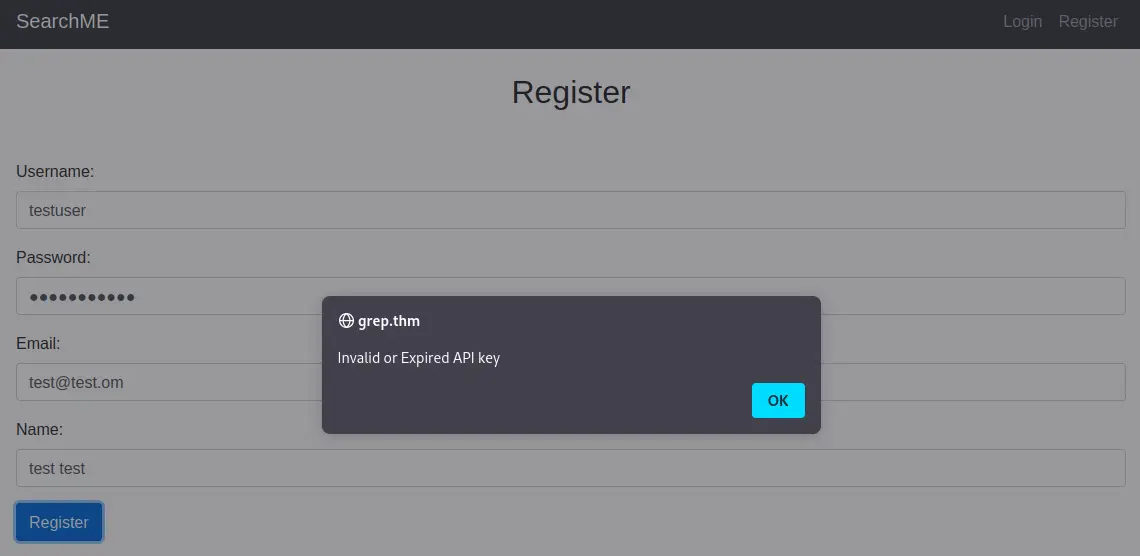 SearchME Login Register
Register
Username:
testuser
Password:
●●●●●●●●●●●
grep.thm
Invalid or Expired API key
OK
Email:
test@test.om
Name:
test test
Register